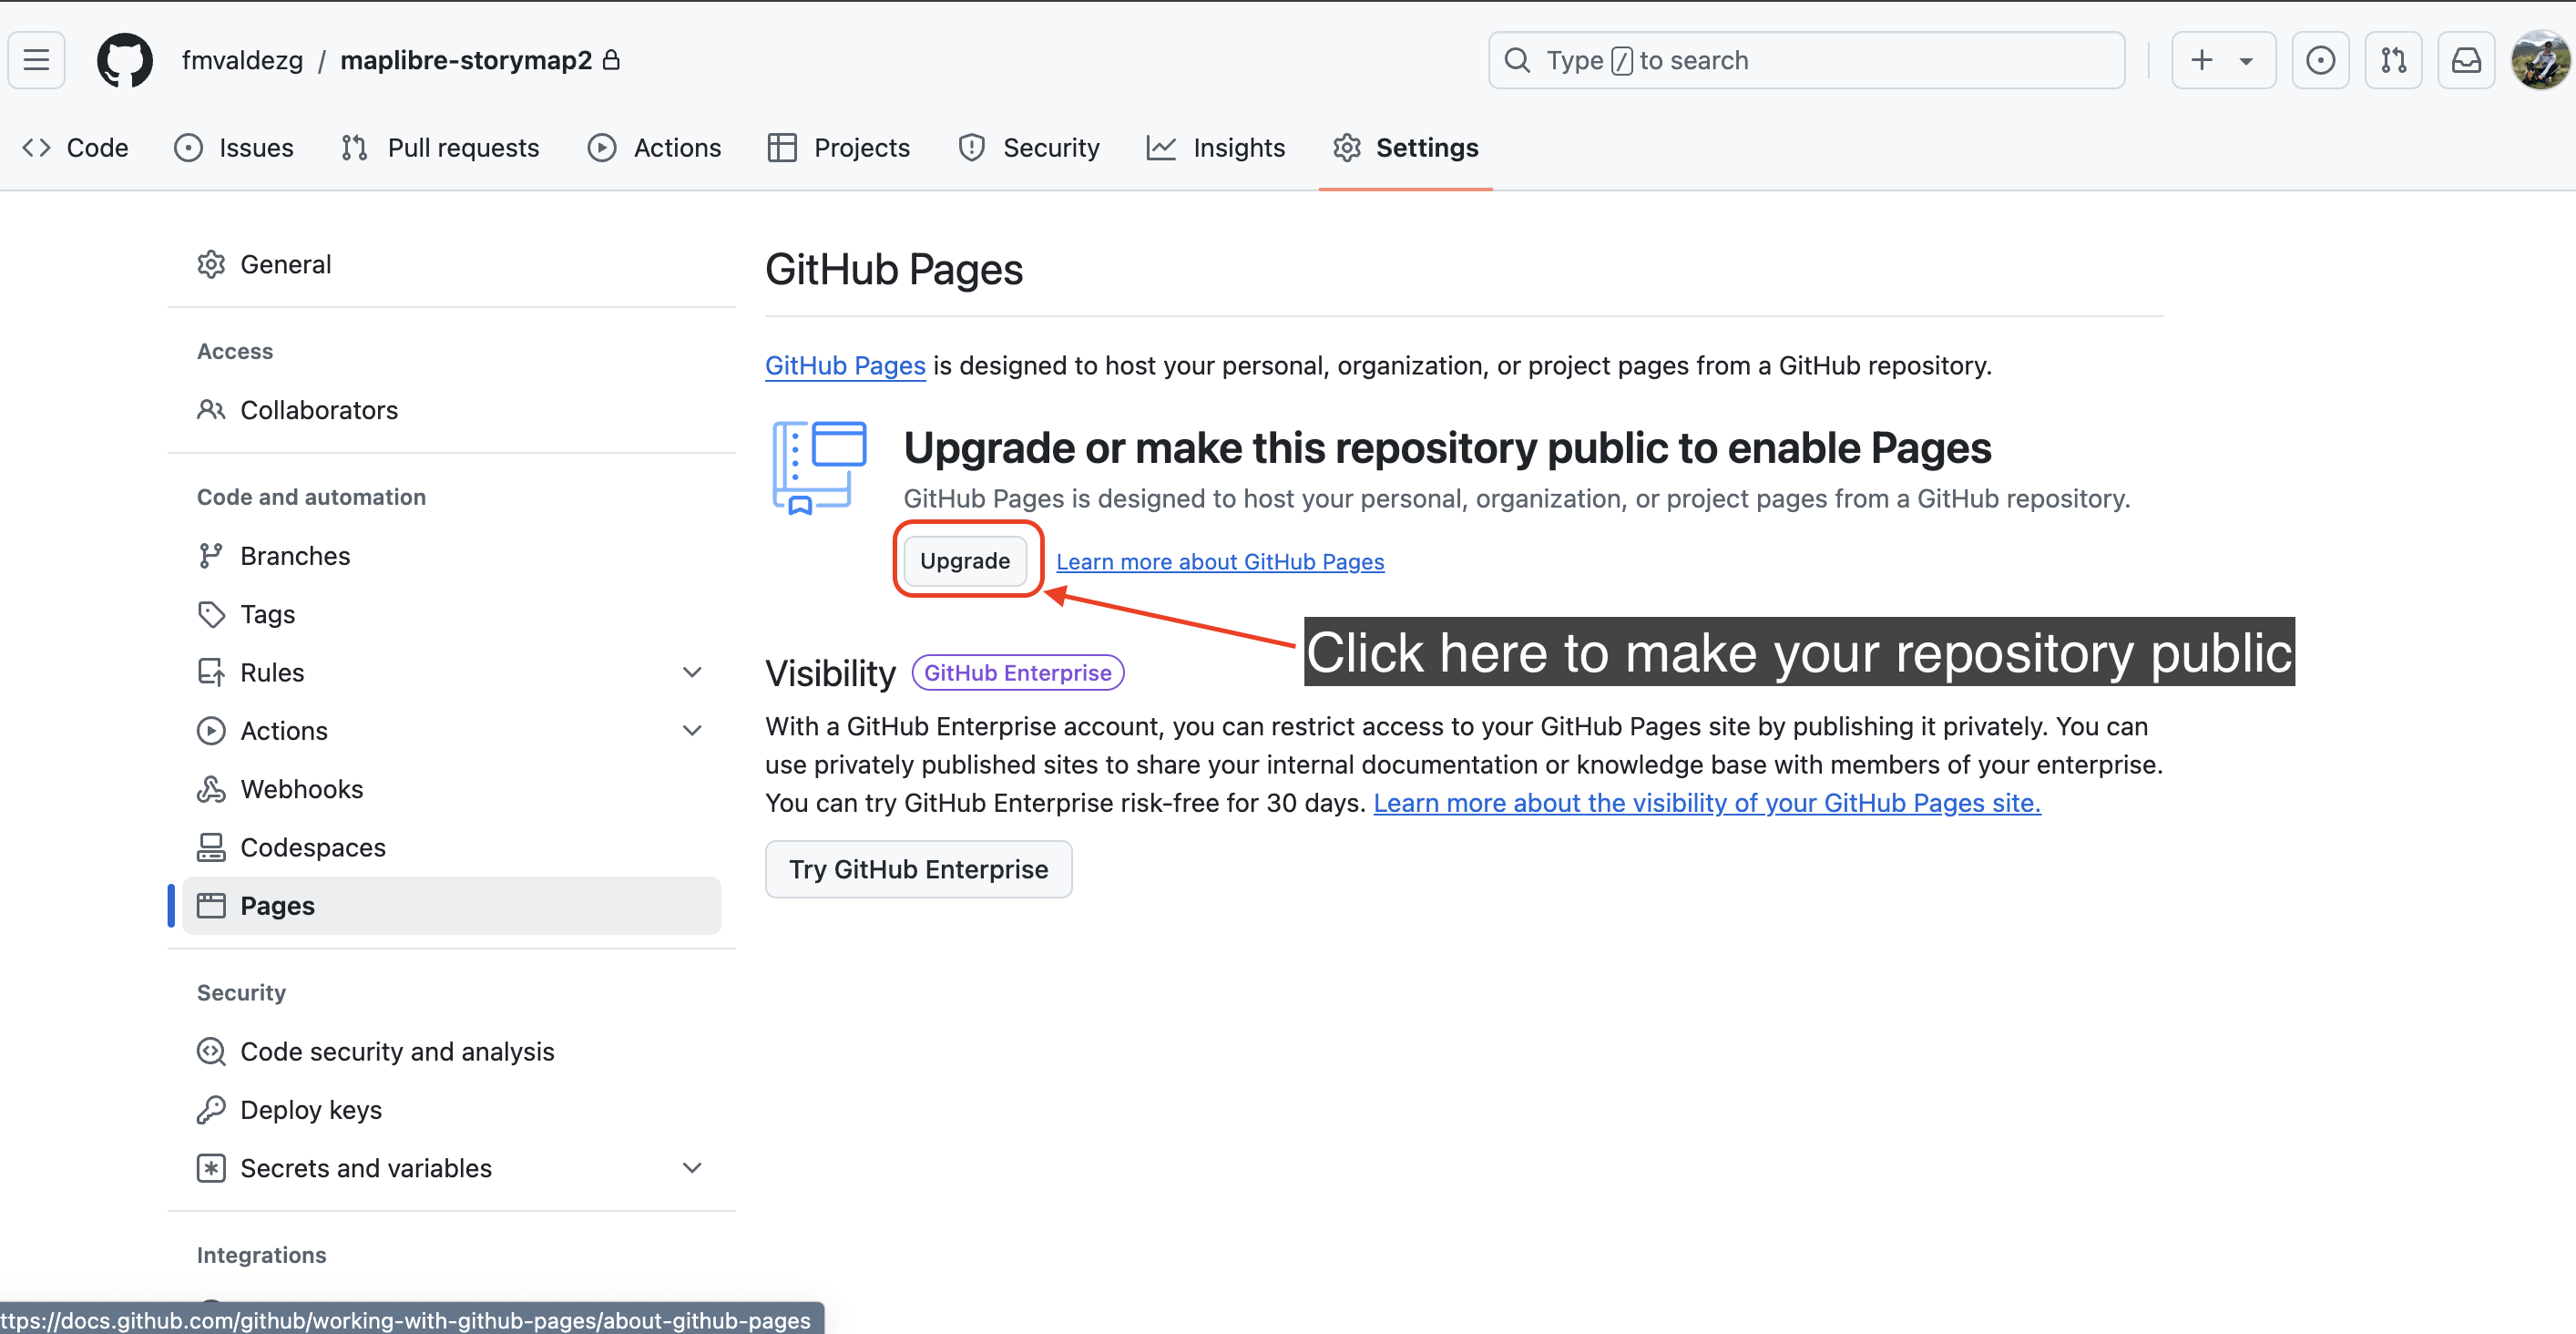 fmvaldezg / maplibre-storymap2
Type / to search
Code
Issues
Pull requests
Actions
Projects
Security
Insights
Settings
General
Access
Collaborators
Code and automation
Branches
Tags
Rules
Actions
Webhooks
Codespaces
Pages
Security
Code security and analysis
Deploy keys
Secrets and variables
Integrations
GitHub Pages
GitHub Pages is designed to host your personal, organization, or project pages from a GitHub repository.
Upgrade or make this repository public to enable Pages
GitHub Pages is designed to host your personal, organization, or project pages from a GitHub repository.
Upgrade
Learn more about GitHub Pages
Click here to make your repository public
Visibility
GitHub Enterprise
With a GitHub Enterprise account, you can restrict access to your GitHub Pages site by publishing it privately. You can
use privately published sites to share your internal documentation or knowledge base with members of your enterprise.
You can try GitHub Enterprise risk-free for 30 days. Learn more about the visibility of your GitHub Pages site.
Try GitHub Enterprise
ttps://docs.github.com/github/working-with-github-pages/about-github-pages